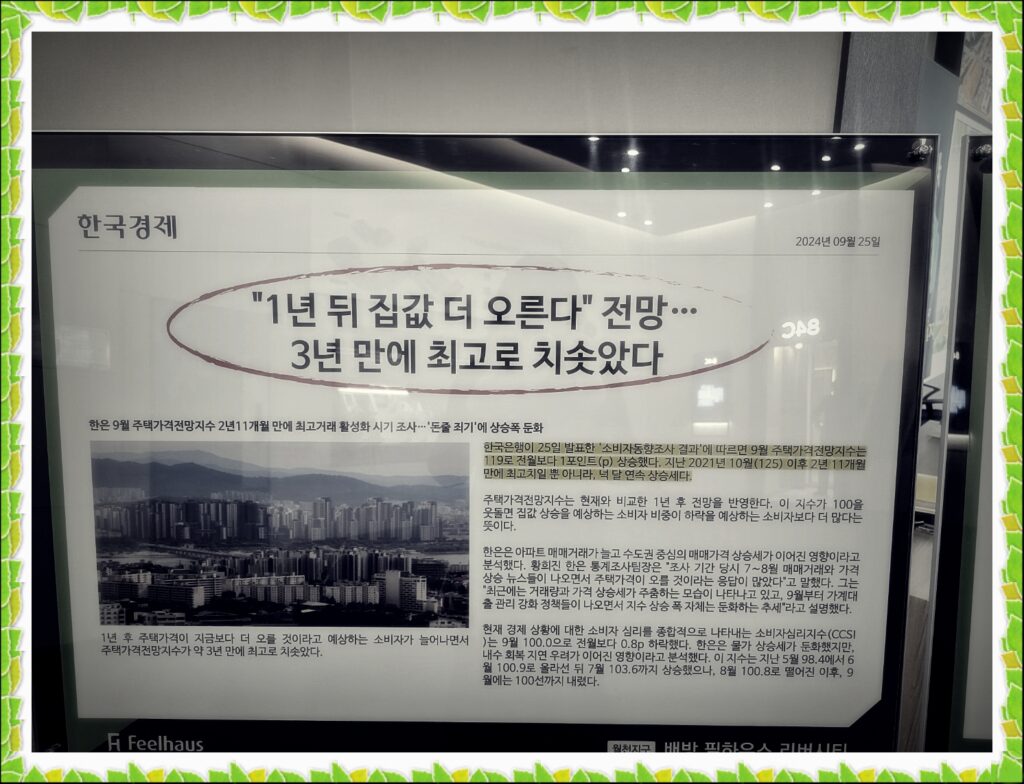 한국경제
2024년 09월 25일
"1년 뒤 집값 더 오른다" 전망…
3년 만에 최고로 치솟았다
84C
한은 9월 주택가격전망지수 2년11개월 만에 최고거래 활성화 시기 조사…'돈줄 죄기'에 상승폭 둔화
한국은행이 25일 발표한 '소비자동향조사 결과'에 따르면 9월 주택가격전망지수는
119로 전월보다 1포인트(p) 상승했다. 지난 2021년 10월(125) 이후 2년 11개월
만에 최고치일 뿐 아니라, 넉 달 연속 상승세다.
주택가격전망지수는 현재와 비교한 1년 후 전망을 반영한다. 이 지수가 100을
웃돌면 집값 상승을 예상하는 소비자 비중이 하락을 예상하는 소비자보다 더 많다는
뜻이다.
한은은 아파트 매매거래가 늘고 수도권 중심의 매매가격 상승세가 이어진 영향이라고
분석했다. 황희진 한은 통계조사팀장은 "조사 기간 당시 7~8월 매매거래와 가격
상승 뉴스들이 나오면서 주택가격이 오를 것이라는 응답이 많았다"고 말했다. 그는
"최근에는 거래량과 가격 상승세가 주춤하는 모습이 나타나고 있고, 9월부터 가계대
출 관리 강화 정책들이 나오면서 지수 상승 폭 자체는 둔화하는 추세"라고 설명했다.
현재 경제 상황에 대한 소비자 심리를 종합적으로 나타내는 소비자심리지수(CCSI
)는 9월 100.0으로 전월보다 0.8p 하락했다. 한은은 물가 상승세가 둔화했지만,
내수 회복 지연 우려가 이어진 영향이라고 분석했다. 이 지수는 지난 5월 98.4에서 6
월 100.9로 올라선 뒤 7월 103.6까지 상승했으나, 8월 100.8로 떨어진 이후, 9
월에는 100선까지 내렸다.
1년 후 주택가격이 지금보다 더 오를 것이라고 예상하는 소비자가 늘어나면서
주택가격전망지수가 약 3년 만에 최고로 치솟았다.
Feelhaus
월천지구 필하우스 리버시티